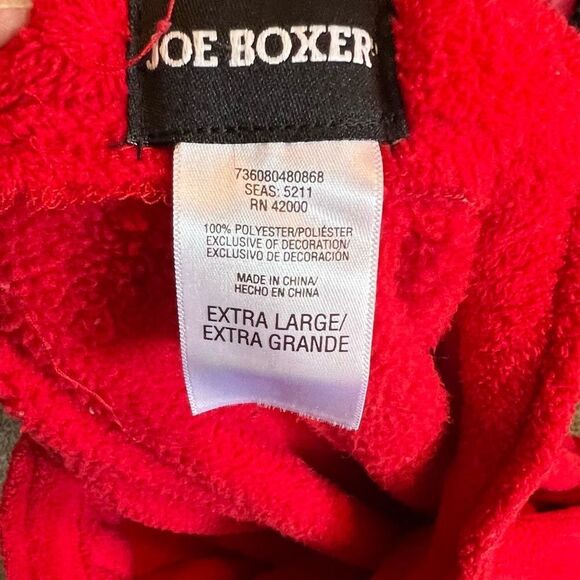 JOE BOXER
736080480868
SEAS: 5211
RN 42000
100% POLYESTER/POLIÉSTER
EXCLUSIVE OF DECORATION/
EXCLUSIVO DE DECORACIÓN
MADE IN CHINA/
HECHO EN CHINA
EXTRA LARGE/
EXTRA GRANDE